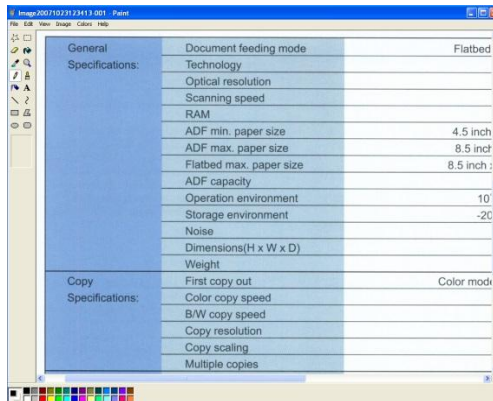 Image20071023123413-001 - Paint
File Edit View Image Colors Help
General Document feeding mode Flatbed
Specifications: Technology
Optical resolution
Scanning speed
RAM
ADF min. paper size 4.5 inch
ADF max. paper size 8.5 inch
Flatbed max. paper size 8.5 inch
ADF capacity
Operation environment 10
Storage environment -20
Noise
Dimensions(H x W x D)
Weight
Copy First copy out Color mode
Specifications: Color copy speed
B/W copy speed
Copy resolution
Copy scaling
Multiple copies